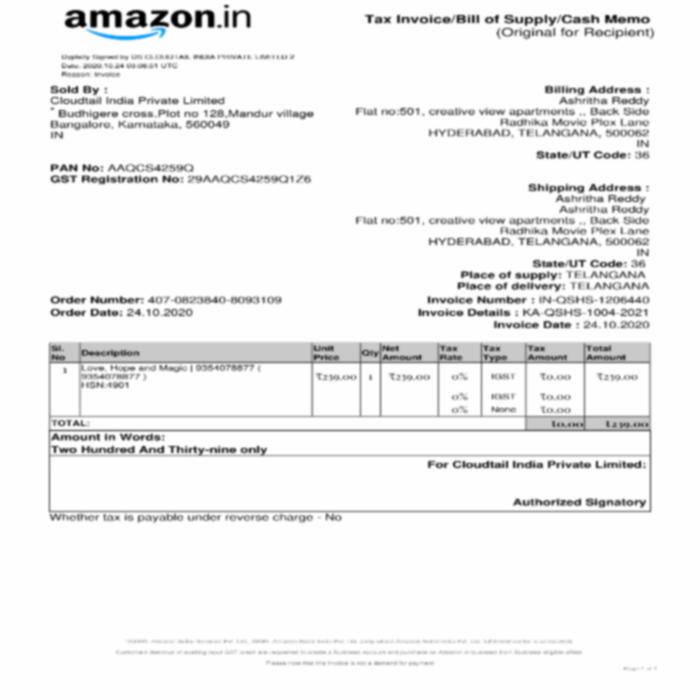 amazon.in
Tax Invoice/Bill of Supply/Cash Memo
(Original for Recipient)
Digitally Signed by DS CLOUDTAIL INDIA PRIVATE LIMITED 2
Date: 2020.10.24
UTC
Reason: Invoice
Sold By :
Cloudtail India Private Limited
* Budhigere cross,Plot no 128,Mandur village
Bangalore, Karnataka, 560049
IN
Billing Address :
Ashritha Reddy
Flat no:501, creative view apartments ., Back Side
Radhika Movie Plex Lane
HYDERABAD, TELANGANA, 500062
IN
State/UT Code: 36
PAN No: AAQCS4259Q
GST Registration No: 29AAQCS4259Q1Z6
Shipping Address :
Ashritha Reddy
Ashritha Reddy
Flat no:501, creative view apartments ., Back Side
Radhika Movie Plex Lane
HYDERABAD, TELANGANA, 500062
IN
State/UT Code: 36
Place of supply: TELANGANA
Place of delivery: TELANGANA
Order Number: 407-0823840-8093109
Order Date: 24.10.2020
Invoice Number : IN-QSHS-1206440
Invoice Details : KA-QSHS-1004-2021
Invoice Date : 24.10.2020
Sl. No Description Unit Price Qty Net Amount Tax Rate Tax Type Tax Amount Total Amount
1 Love, Hope and Magic | 9354078877 ( ₹239.00 1 ₹239.00 0% IGST ₹0.00 ₹239.00
9354078877 )
HSN:4901
0% IGST ₹0.00
0% None ₹0.00
TOTAL: ₹0.00 ₹239.00
Amount in Words:
Two Hundred And Thirty-nine only
For Cloudtail India Private Limited:
Authorized Signatory
Whether tax is payable under reverse charge - No
Please note that this invoice is not a demand for payment
Page 1 of 1